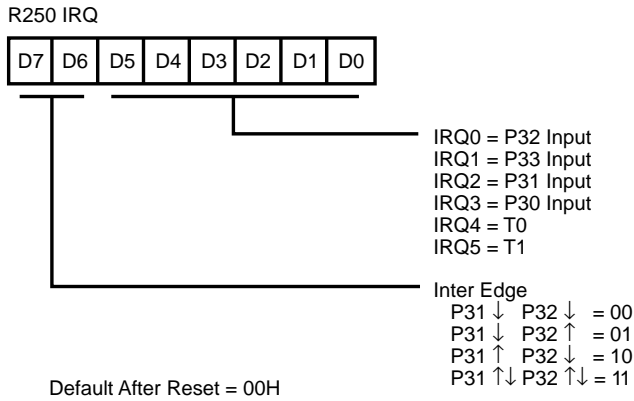 R250 IRQ
D7 D6 D5 D4 D3 D2 D1 D0
IRQ0 = P32 Input
IRQ1 = P33 Input
IRQ2 = P31 Input
IRQ3 = P30 Input
IRQ4 = T0
IRQ5 = T1
Inter Edge
P31 ↓ P32 ↓ = 00
P31 ↓ P32 ↑ = 01
P31 ↑ P32 ↓ = 10
P31 ↑↓ P32 ↑↓ = 11
Default After Reset = 00H